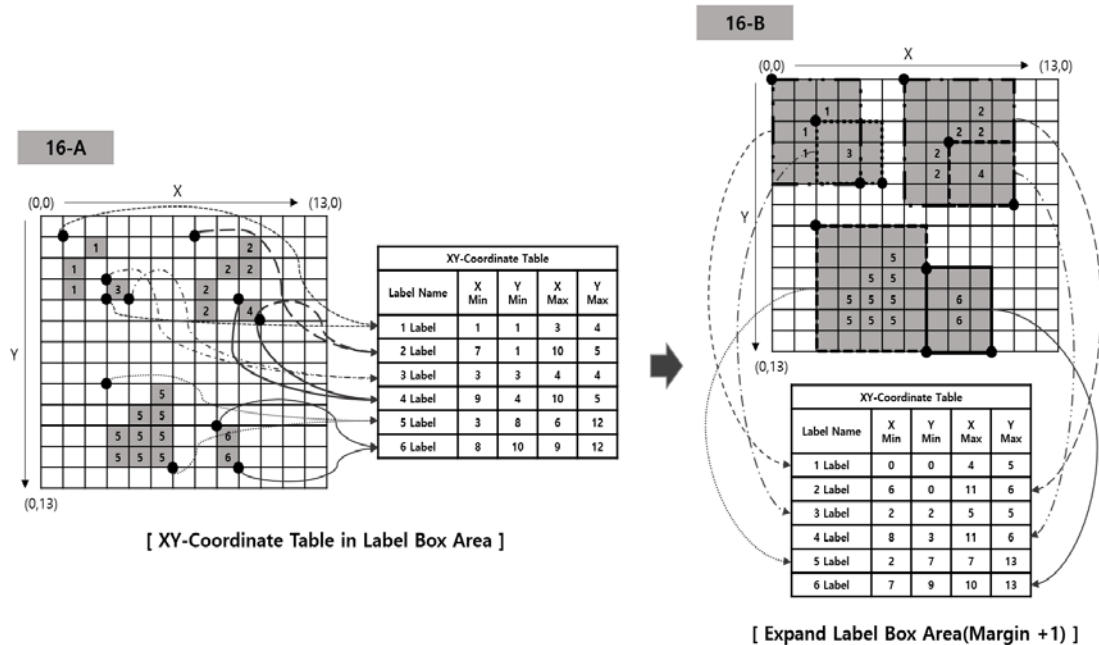 16-A
X
(0,0) (13,0)
1 2
1 2 2
1 3 2
2 4
Y
5
5 5
5 5 5 6
5 5 5 6
(0,13)
XY-Coordinate Table
Label Name X Min Y Min X Max Y Max
1 Label 1 1 3 4
2 Label 7 1 10 5
3 Label 3 3 4 4
4 Label 9 4 10 5
5 Label 3 8 6 12
6 Label 8 10 9 12
[ XY-Coordinate Table in Label Box Area ]
16-B
X
(0,0) (13,0)
1 2
1 2 2
1 3 2
2 4
Y
5
5 5
5 5 5 6
5 5 5 6
(0,13)
XY-Coordinate Table
Label Name X Min Y Min X Max Y Max
1 Label 0 0 4 5
2 Label 6 0 11 6
3 Label 2 2 5 5
4 Label 8 3 11 6
5 Label 2 7 7 13
6 Label 7 9 10 13
[ Expand Label Box Area(Margin +1) ]